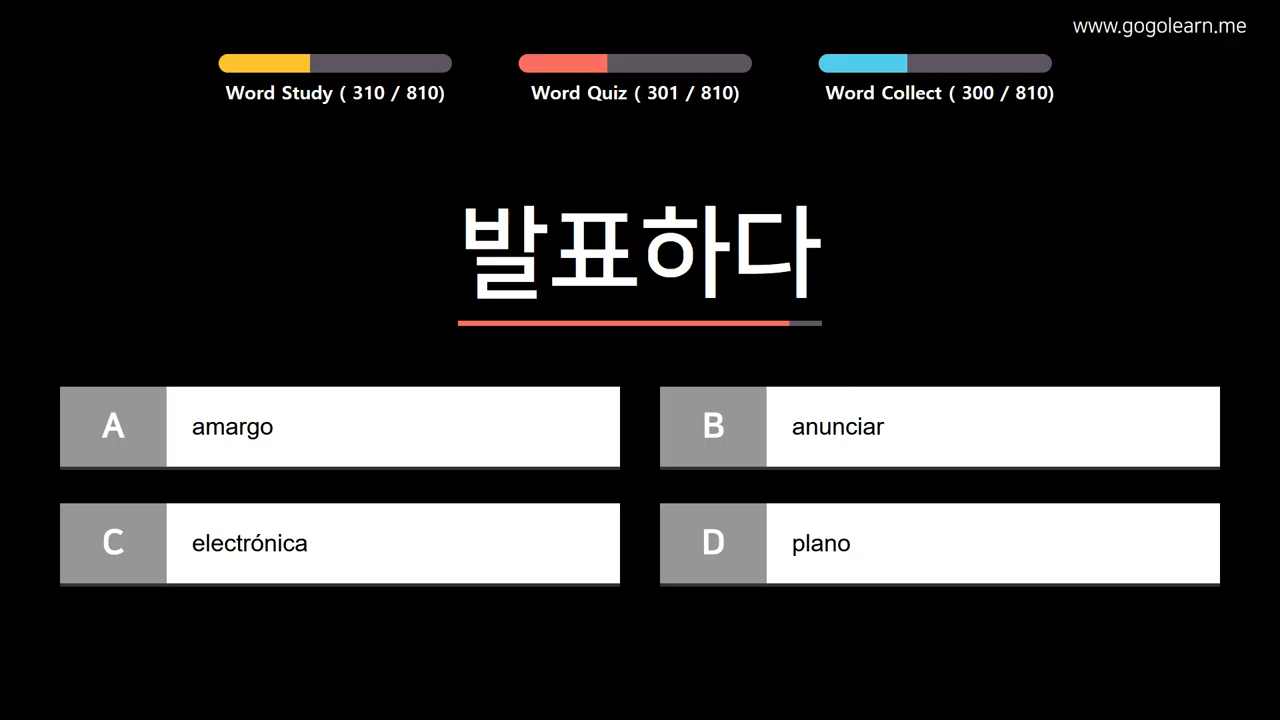 www.gogolearn.me
Word Study ( 310 / 810)
Word Quiz ( 301 / 810)
Word Collect ( 300 / 810)
발표하다
A amargo
B anunciar
C electrónica
D plano